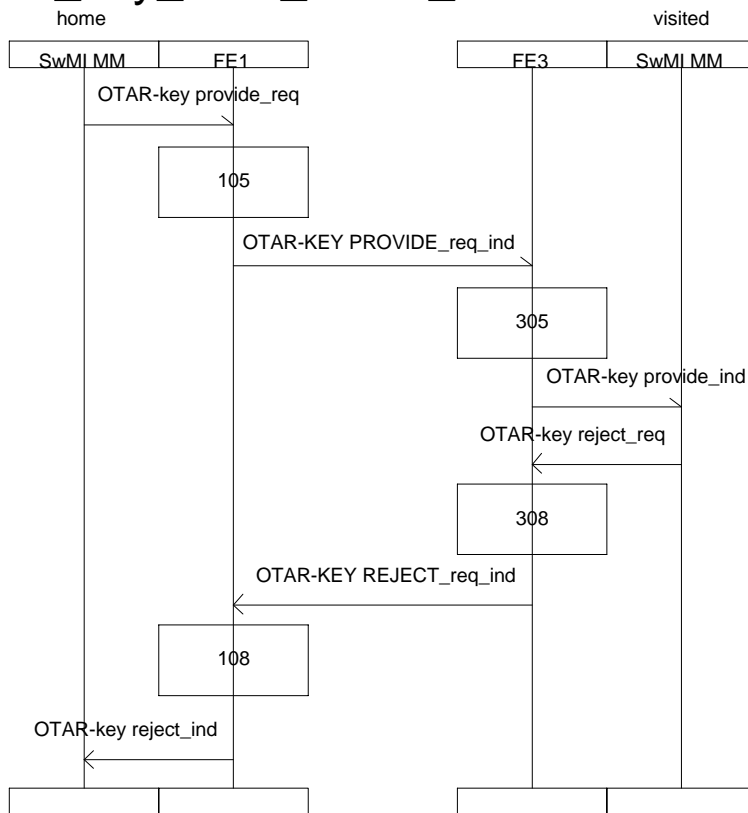 home visited
SwMI MM FE1 FE3 SwMI MM
OTAR-key provide_req
105
OTAR-KEY PROVIDE_req_ind
305
OTAR-key provide_ind
OTAR-key reject_req
308
OTAR-KEY REJECT_req_ind
108
OTAR-key reject_ind